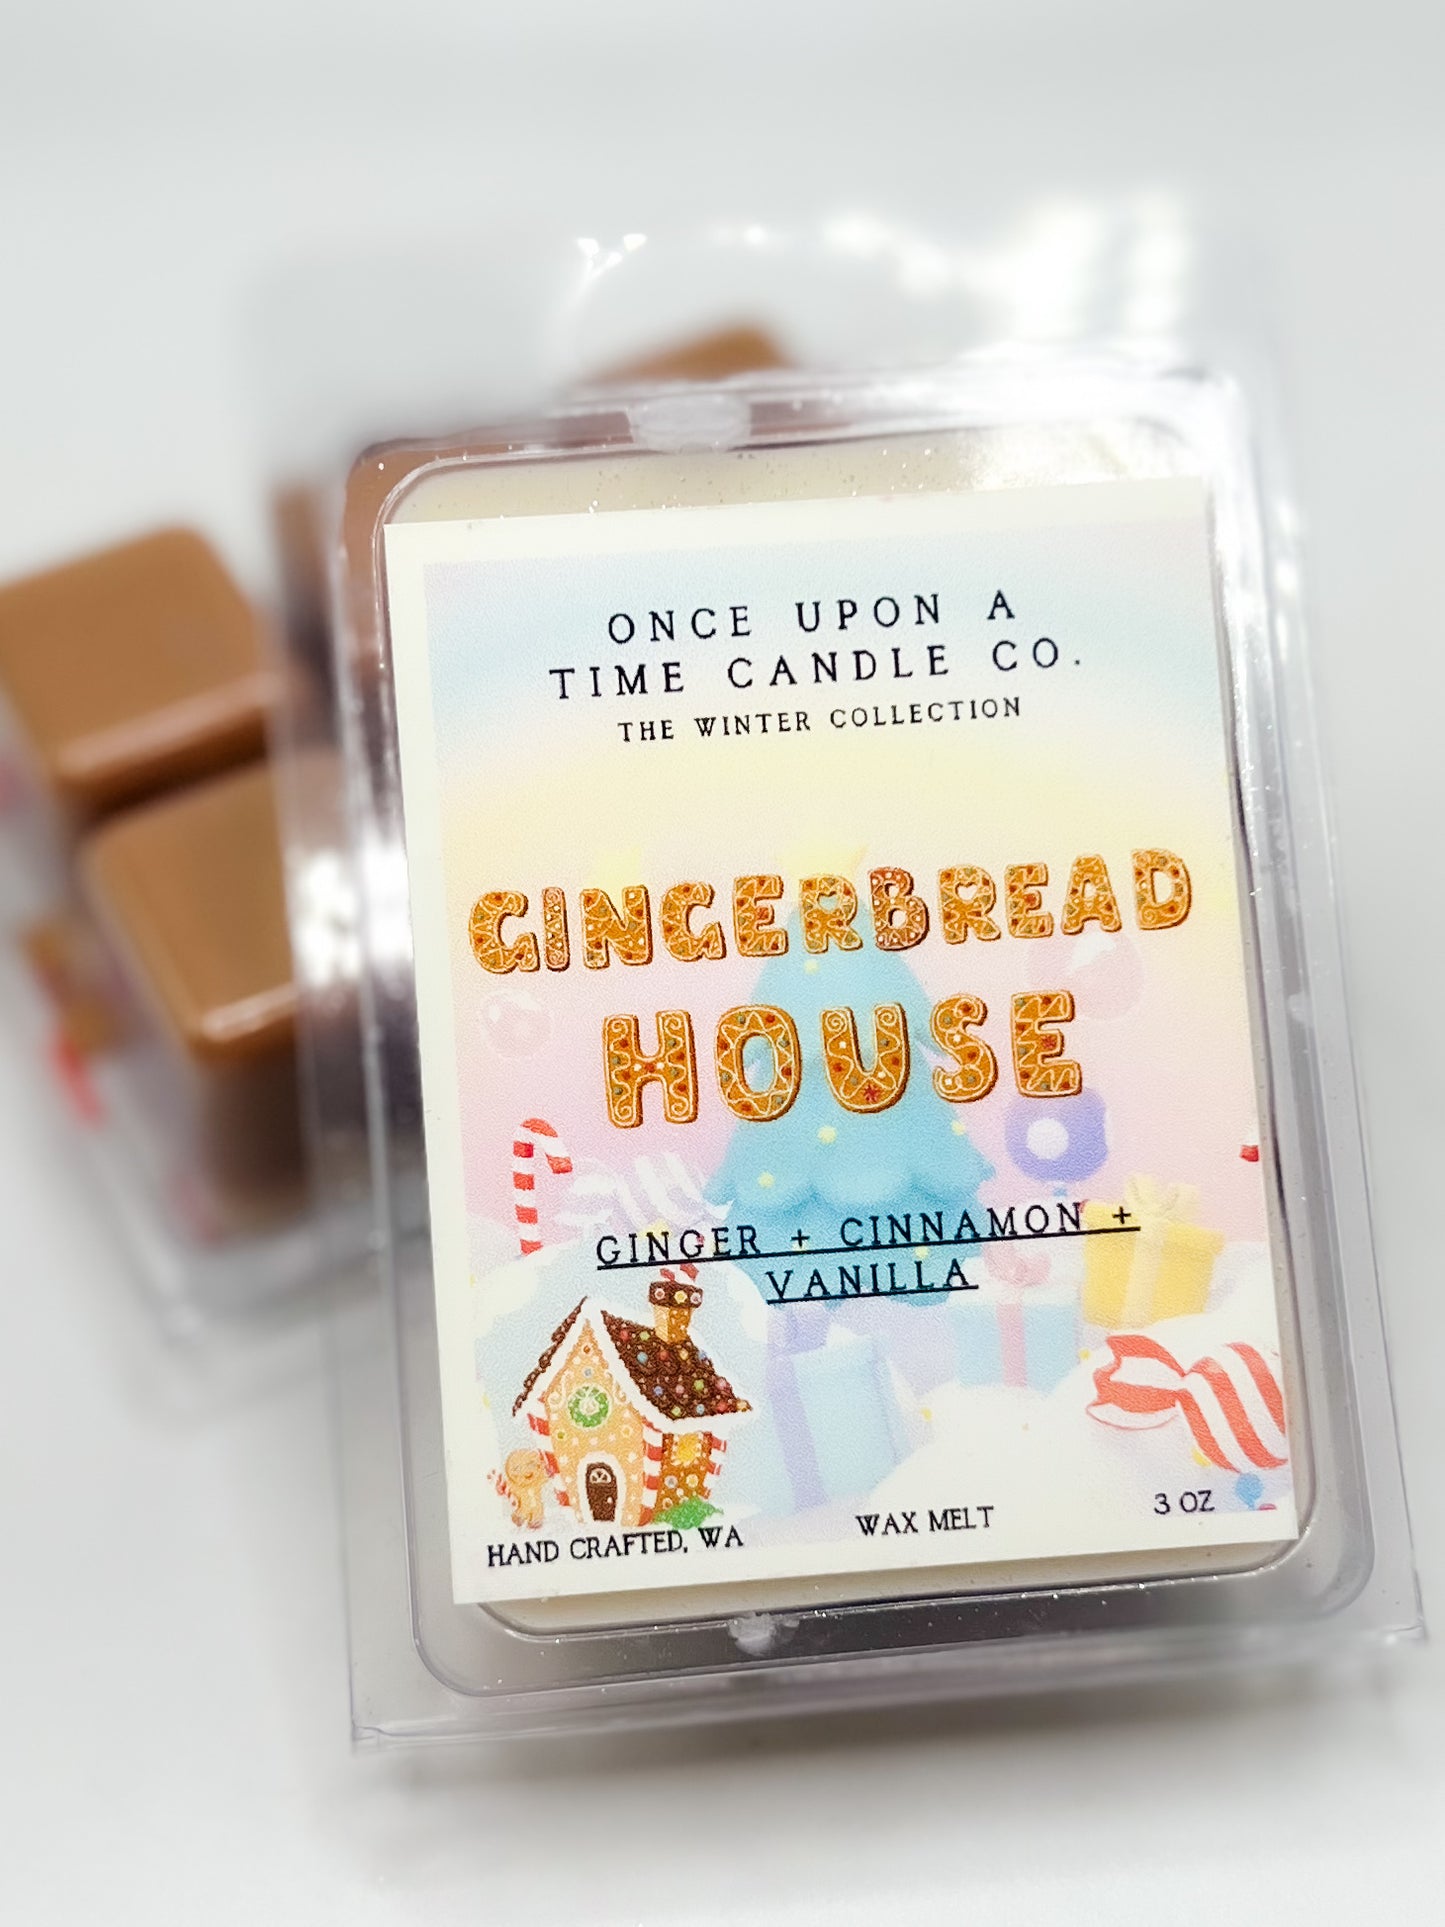 ONCE UPON A
TIME CANDLE CO.
THE WINTER COLLECTION
GINGERBREAD
HOUSE
GINGER + CINNAMON +
VANILLA
HAND CRAFTED, WA
WAX MELT
3 OZ